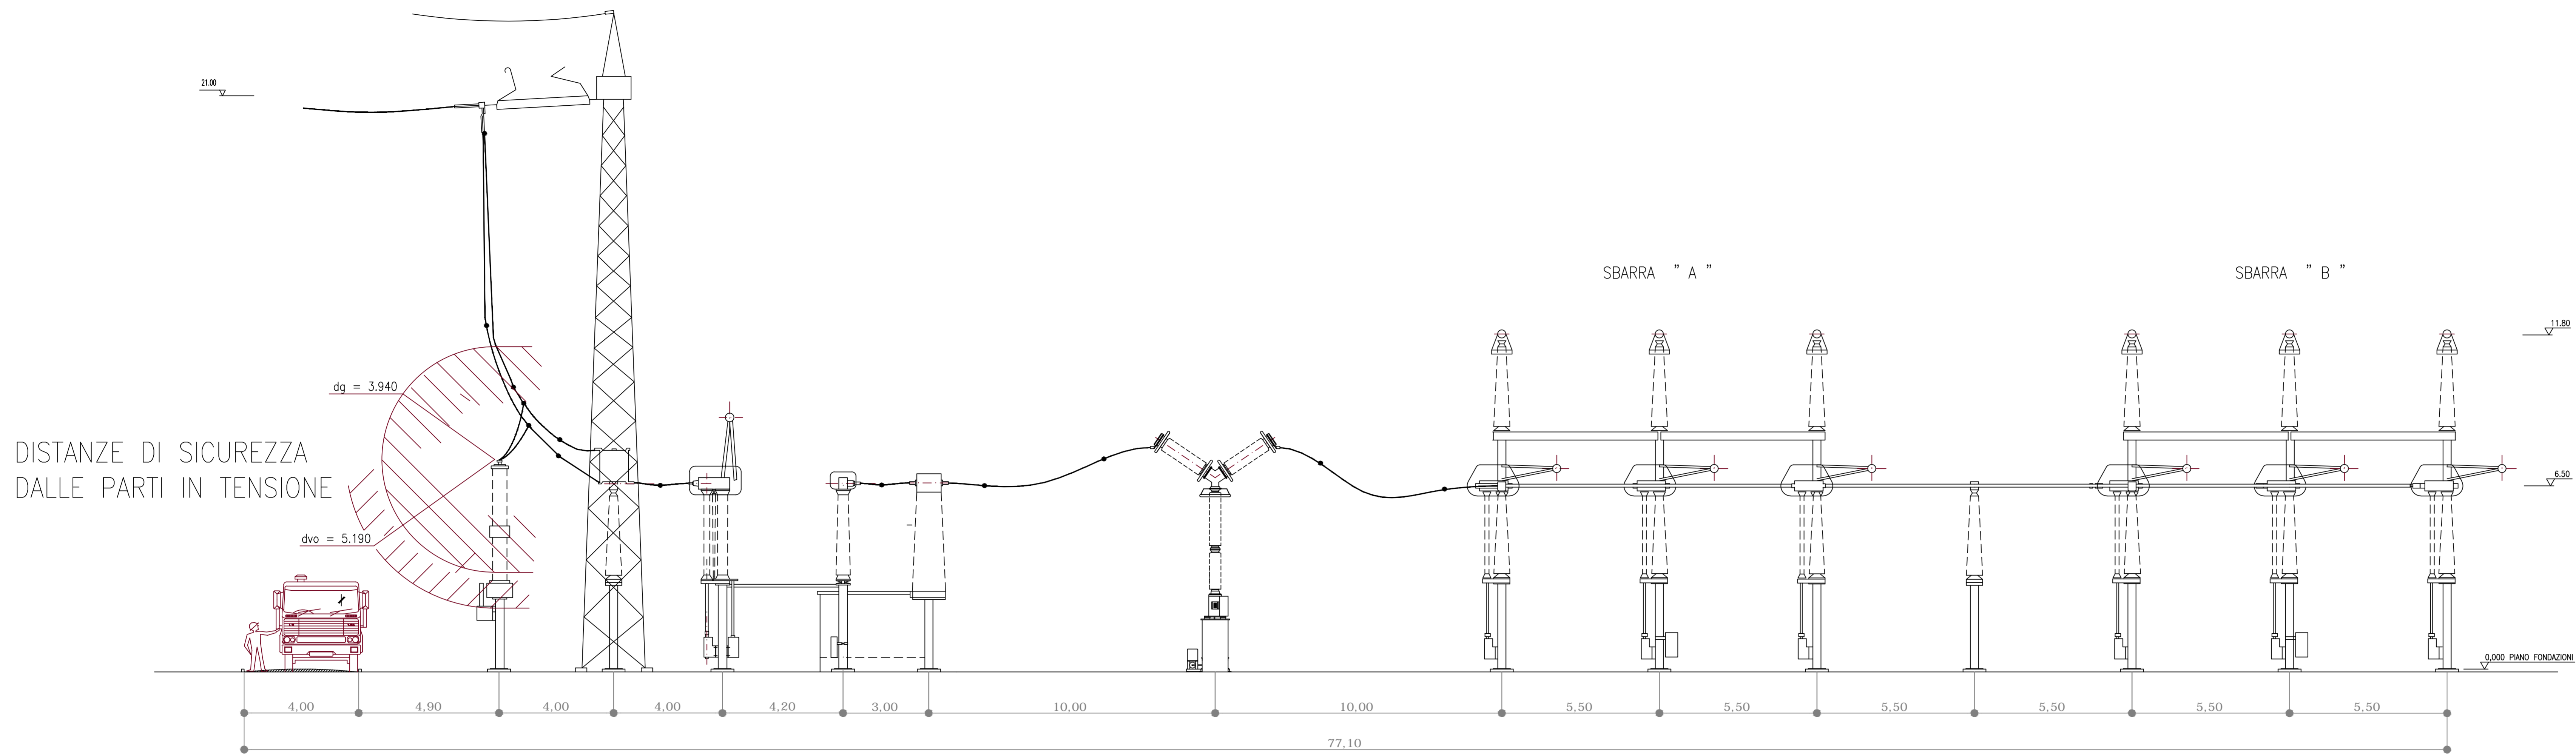 21.00
SBARRA " A "
SBARRA " B "
11.80
dg = 3.940
DISTANZE DI SICUREZZA
DALLE PARTI IN TENSIONE
6.50
dvo = 5.190
0,000 PIANO FONDAZIONI
4,00
4,90
4,00
4,00
4,20
3,00
10,00
10,00
5,50
5,50
5,50
5,50
5,50
5,50
77,10